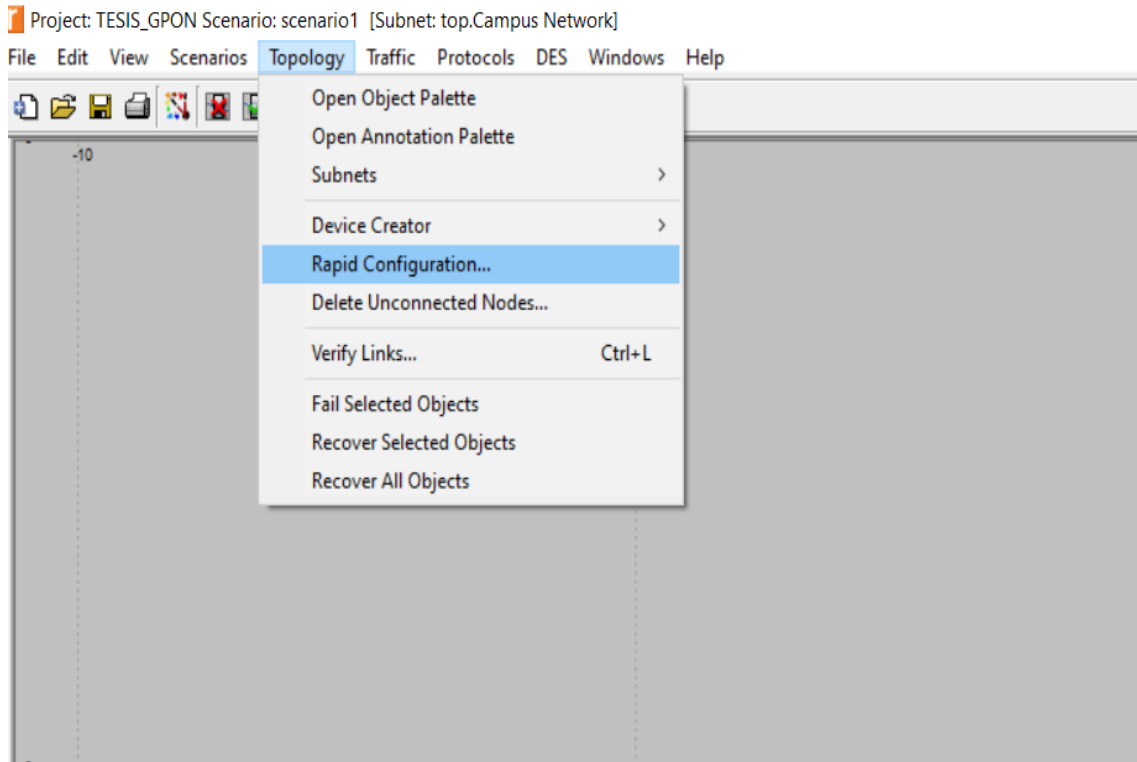 Project: TESIS_GPON Scenario: scenario1 [Subnet: top.Campus Network]
File Edit View Scenarios Topology Traffic Protocols DES Windows Help
Open Object Palette
Open Annotation Palette
Subnets
Device Creator
Rapid Configuration...
Delete Unconnected Nodes...
Verify Links... Ctrl+L
Fail Selected Objects
Recover Selected Objects
Recover All Objects
-10